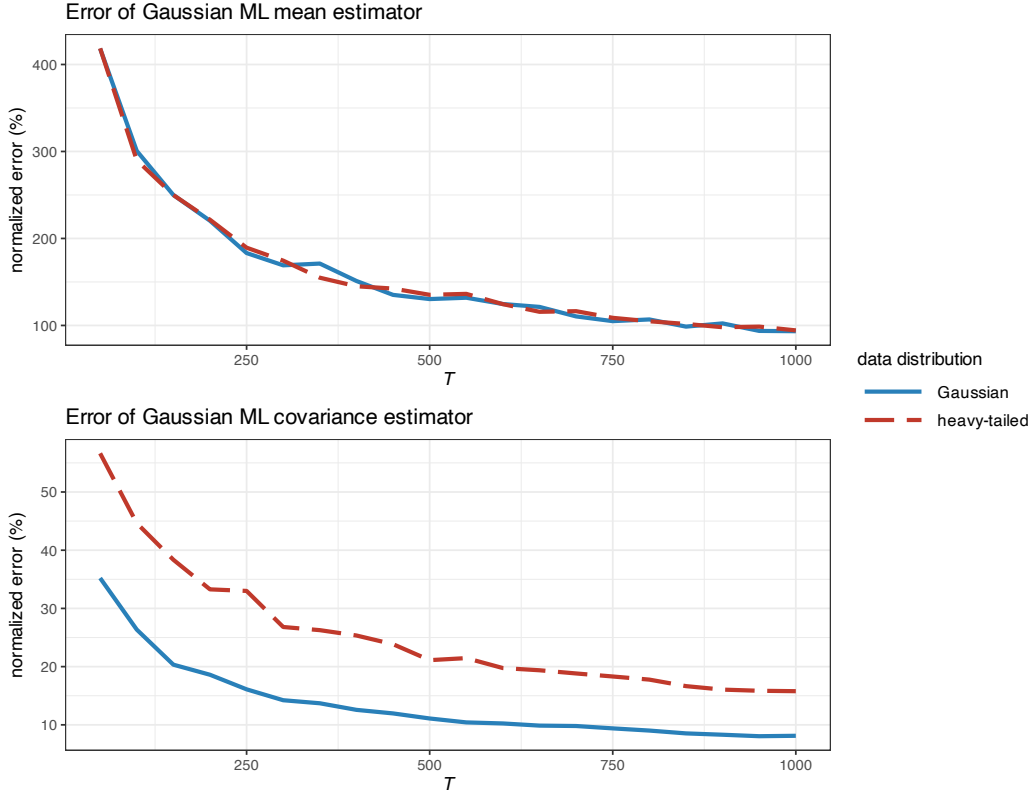 Error of Gaussian ML mean estimator
normalized error (%)
400
300
200
100
250
500
750
1000
T
Error of Gaussian ML covariance estimator
normalized error (%)
50
40
30
20
10
250
500
750
1000
T
data distribution
Gaussian
heavy-tailed